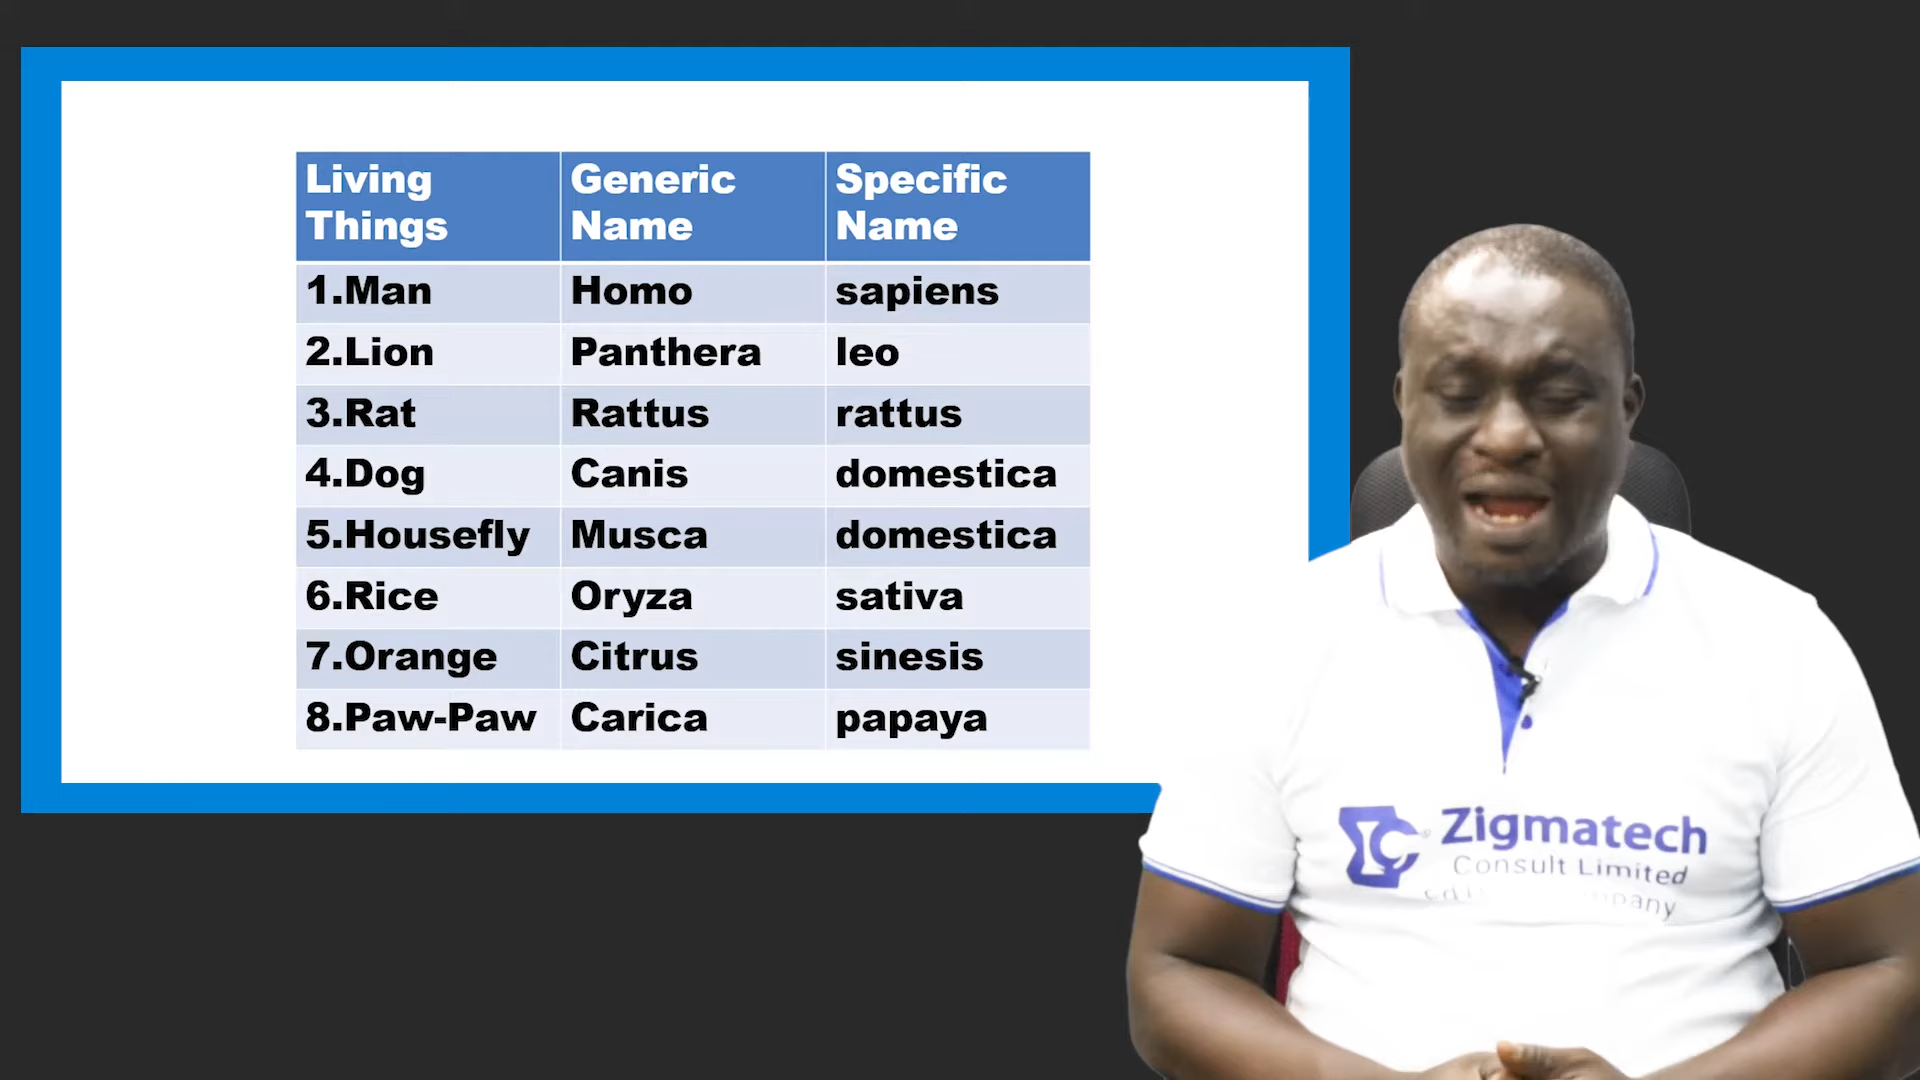 Living Things Generic Name Specific Name
1.Man Homo sapiens
2.Lion Panthera leo
3.Rat Rattus rattus
4.Dog Canis domestica
5.Housefly Musca domestica
6.Rice Oryza sativa
7.Orange Citrus sinesis
8.Paw-Paw Carica papaya
Zigmatech
Consult Limited